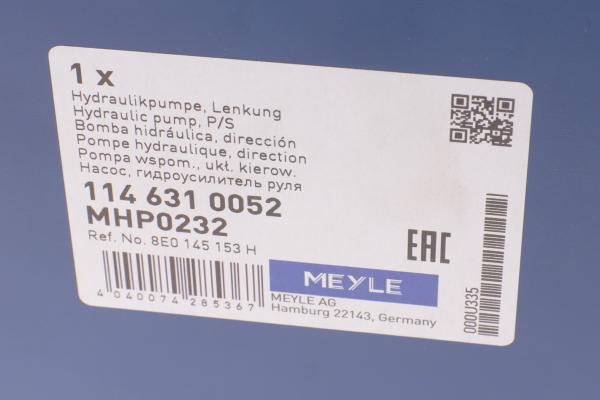 1 x
Hydraulikpumpe, Lenkung
Hydraulic pump, P/S
Bomba hidráulica, dirección
Pompe hydraulique, direction
Pompa wspom., ukł. kierow.
Насос, гидроусилитель руля
114 631 0052
MHP0232
Ref. No. 8E0 145 153 H
4 040074 285367
EAC
MEYLE
MEYLE AG
Hamburg 22143, Germany
000U335